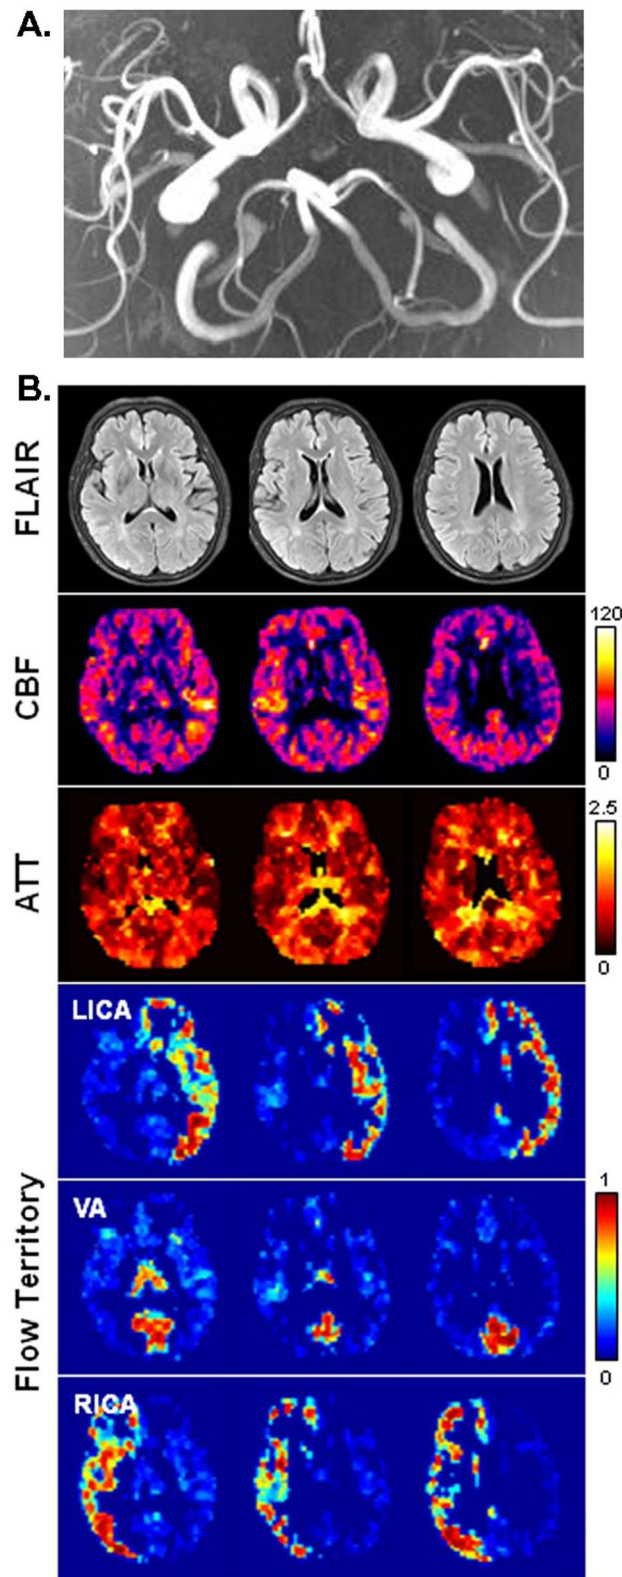 A.
B.
FLAIR
CBF
120
0
ATT
2.5
0
Flow Territory
LICA
VA
1
0
RICA